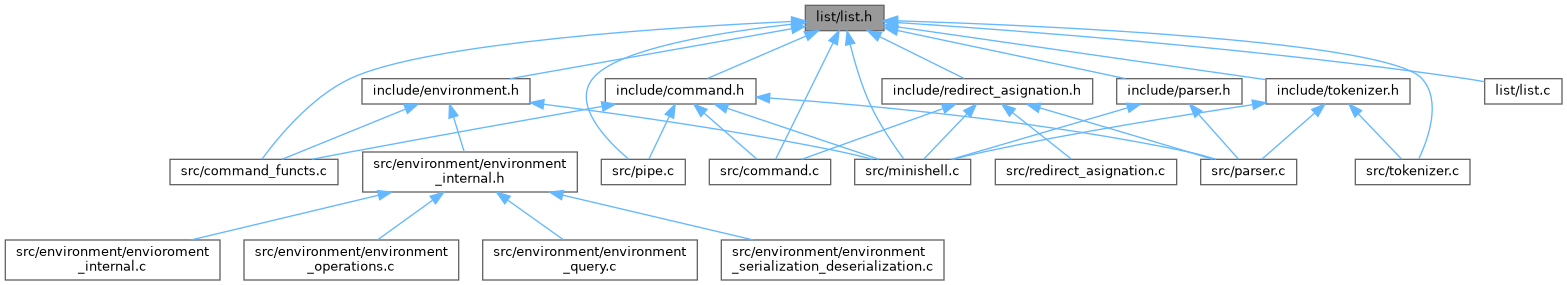 list/list.h
include/environment.h
include/command.h
include/redirect_asignation.h
include/parser.h
include/tokenizer.h
list/list.c
src/command_functs.c
src/environment/environment
_internal.h
src/pipe.c
src/command.c
src/minishell.c
src/redirect_asignation.c
src/parser.c
src/tokenizer.c
src/environment/envioroment
_internal.c
src/environment/environment
_operations.c
src/environment/environment
_query.c
src/environment/environment
_serialization_deserialization.c